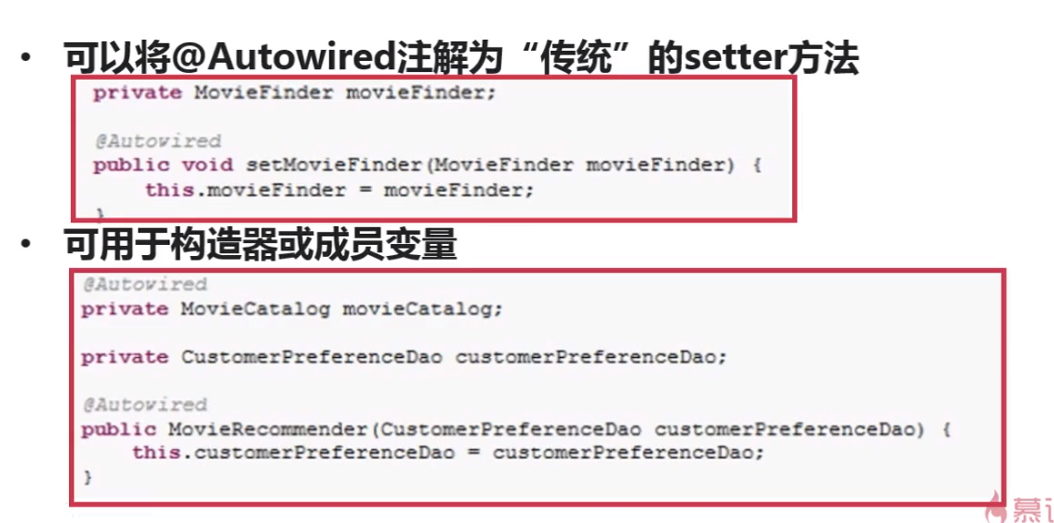 • 可以将@Autowired注解为“传统”的setter方法
private MovieFinder movieFinder;
@Autowired
public void setMovieFinder(MovieFinder movieFinder) {
this.movieFinder = movieFinder;
}
• 可用于构造器或成员变量
@Autowired
private MovieCatalog movieCatalog;
private CustomerPreferenceDao customerPreferenceDao;
@Autowired
public MovieRecommender(CustomerPreferenceDao customerPreferenceDao) {
this.customerPreferenceDao = customerPreferenceDao;
}
慕